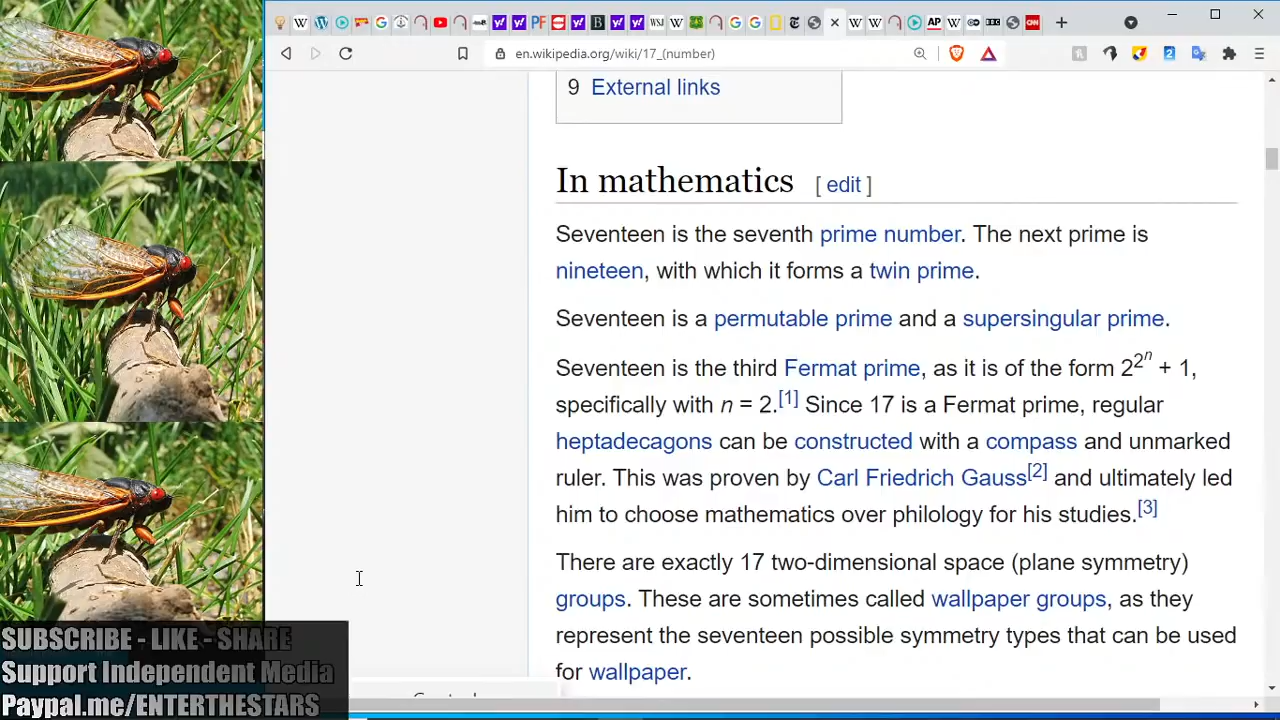 en.wikipedia.org/wiki/17_(number)
9 External links
In mathematics [ edit ]
Seventeen is the seventh prime number. The next prime is
nineteen, with which it forms a twin prime.
Seventeen is a permutable prime and a supersingular prime.
Seventeen is the third Fermat prime, as it is of the form 2^2^n + 1,
specifically with n = 2.[1] Since 17 is a Fermat prime, regular
heptadecagons can be constructed with a compass and unmarked
ruler. This was proven by Carl Friedrich Gauss[2] and ultimately led
him to choose mathematics over philology for his studies.[3]
There are exactly 17 two-dimensional space (plane symmetry)
groups. These are sometimes called wallpaper groups, as they
represent the seventeen possible symmetry types that can be used
for wallpaper.
SUBSCRIBE - LIKE - SHARE
Support Independent Media
Paypal.me/ENTERTHESTARS